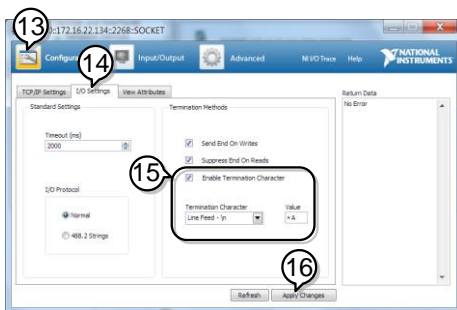 13
0::172.16.22.134::2268::SOCKET
Configur
14
Input/Output
Advanced
NI I/O Trace
Help
NATIONAL
INSTRUMENTS
TCP/IP Settings
I/O Settings
View Attributes
Return Data
Standard Settings
Termination Methods
No Error
Timeout (ms)
2000
Send End On Writes
Suppress End On Reads
15
Enable Termination Character
I/O Protocol
Termination Character
Value
Line Feed - \n
xA
Normal
488.2 Strings
16
Refresh
Apply Changes